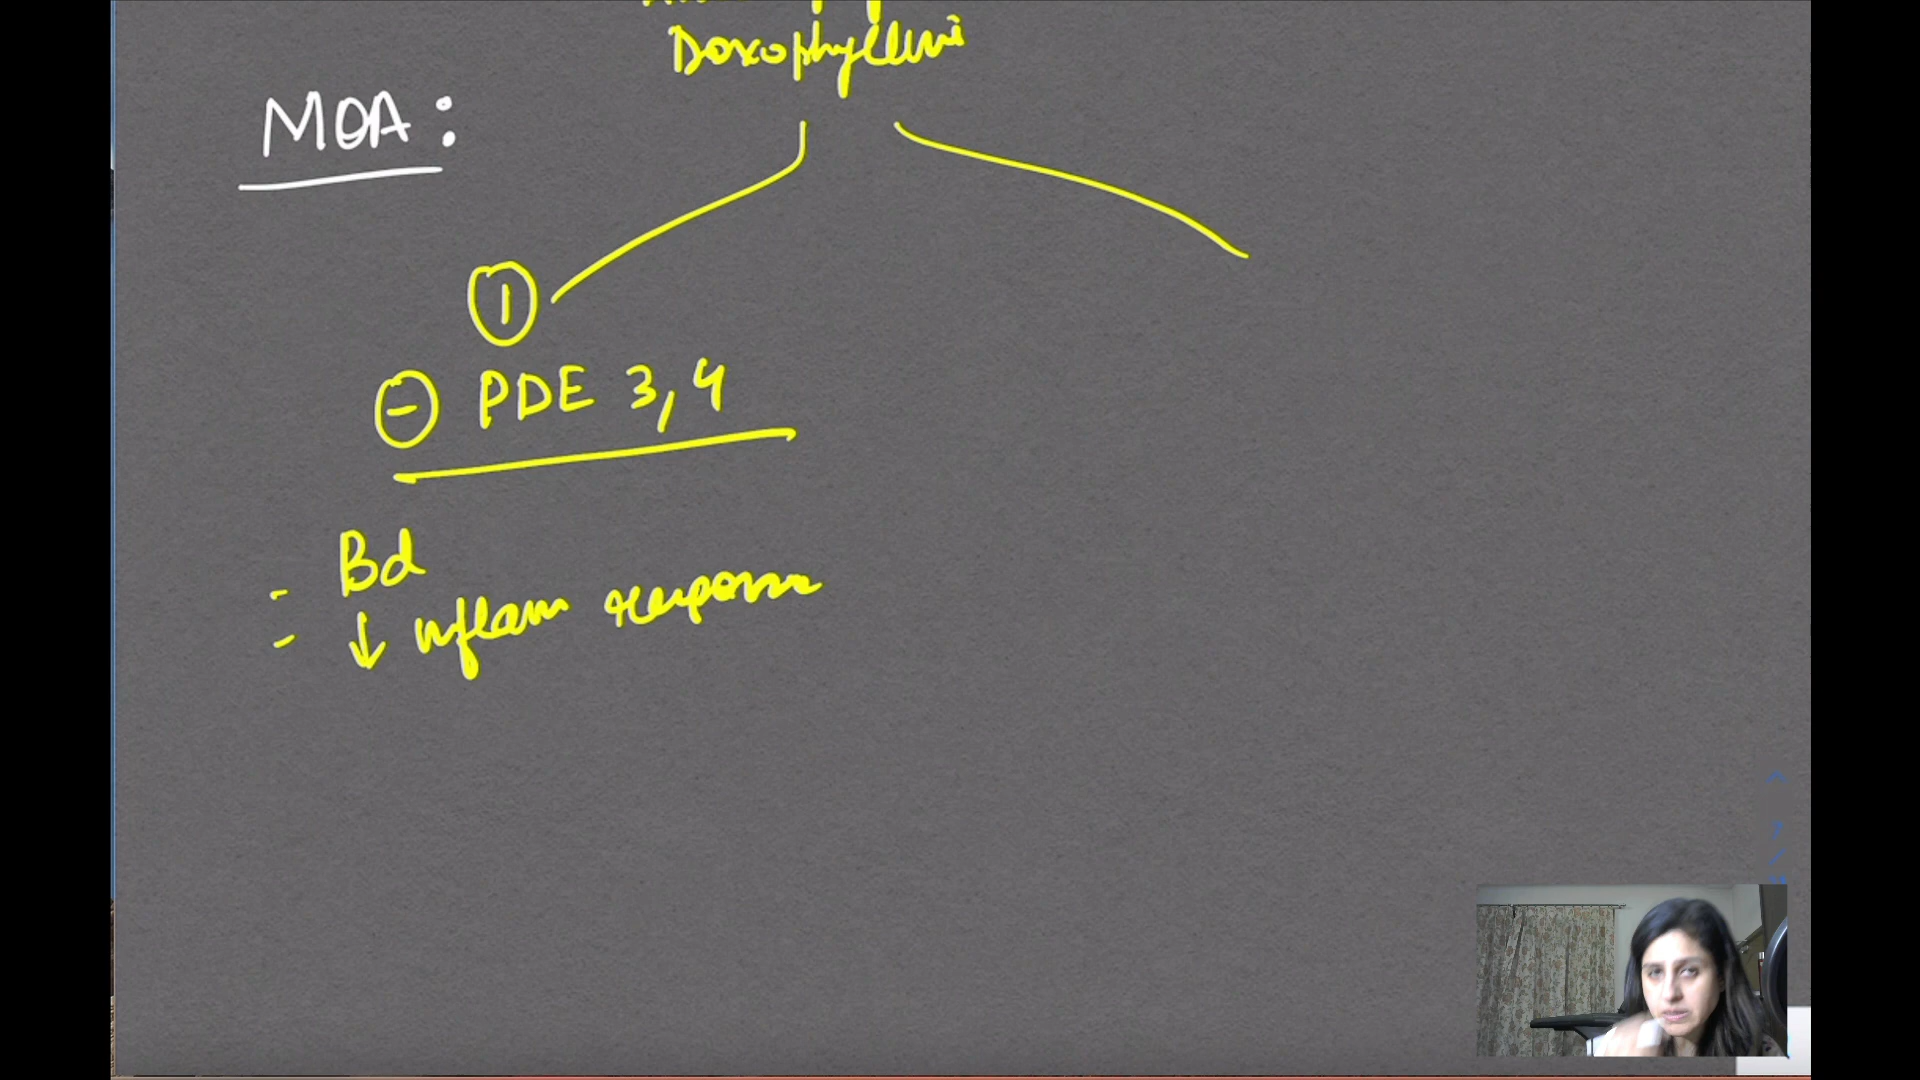 Doxophylline
MOA :
1
- PDE 3, 4
- Bd
- ↓ inflam response